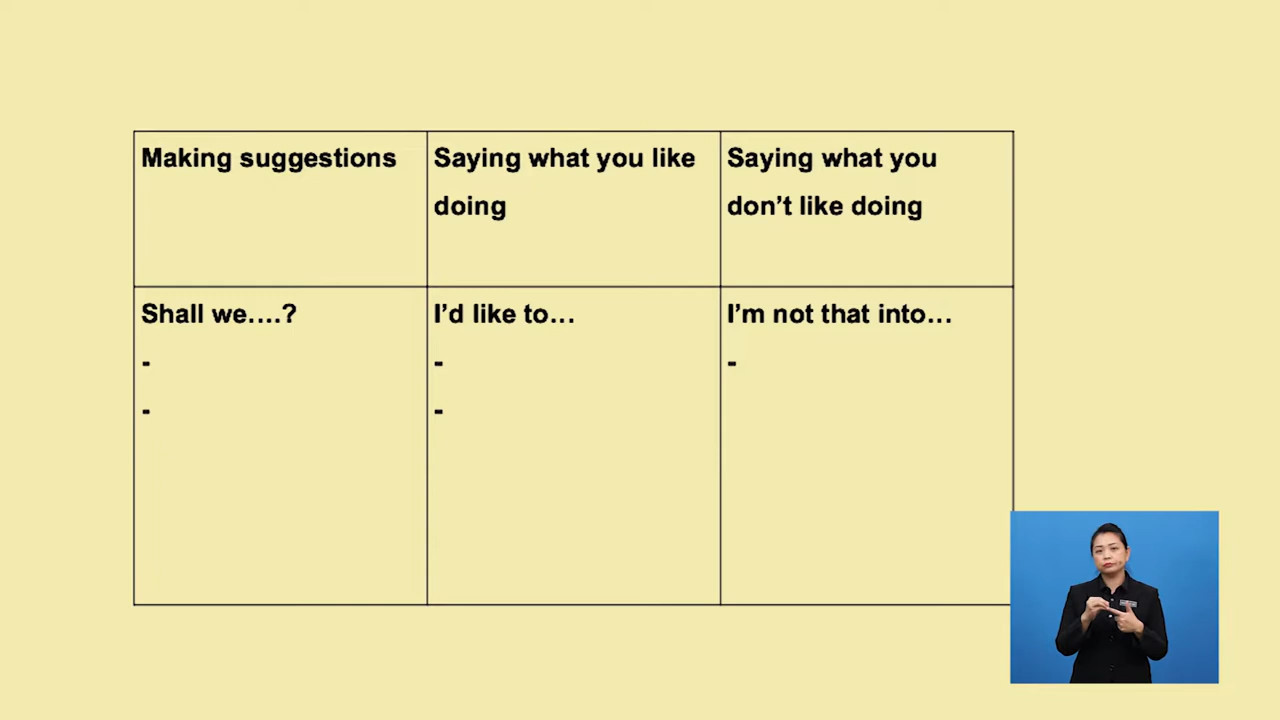 Making suggestions
Saying what you like
doing
Saying what you
don’t like doing
Shall we….?
-
-
I’d like to…
-
-
I’m not that into…
-